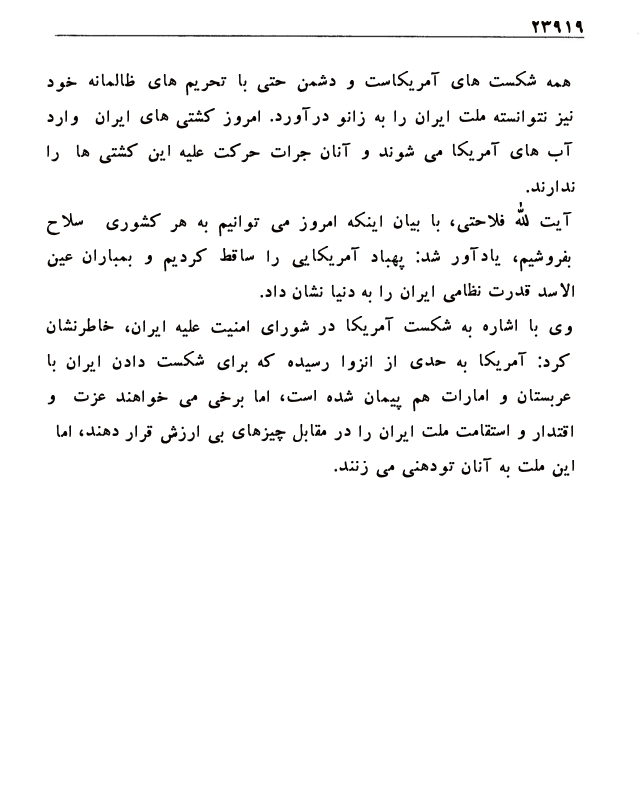 ۲۳۹۱۹
همه شکست های آمریکاست و دشمن حتی با تحریم های ظالمانه خود
نیز نتوانسته ملت ایران را به زانو درآورد. امروز کشتی های ایران وارد
آب های آمریکا می شوند و آنان جرات حرکت علیه این کشتی ها را
ندارند.
آیت الله فلاحتی، با بیان اینکه امروز می توانیم به هر کشوری سلاح
بفروشیم، یادآور شد: پهباد آمریکایی را ساقط کردیم و بمباران عین
الاسد قدرت نظامی ایران را به دنیا نشان داد.
وی با اشاره به شکست آمریکا در شورای امنیت علیه ایران، خاطرنشان
کرد: آمریکا به حدی از انزوا رسیده که برای شکست دادن ایران با
عربستان و امارات هم پیمان شده است، اما برخی می خواهند عزت و
اقتدار و استقامت ملت ایران را در مقابل چیزهای بی ارزش قرار دهند، اما
این ملت به آنان تودهنی می زنند.